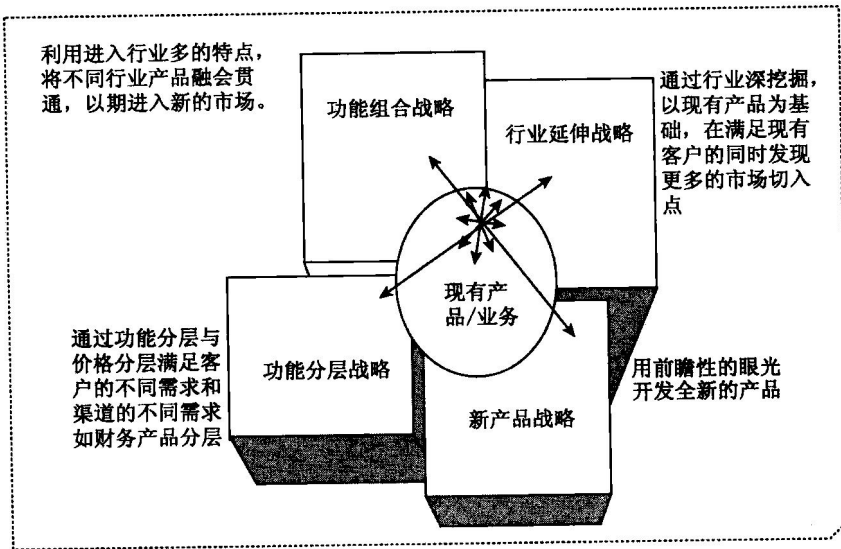 利用进入行业多的特点，
将不同行业产品融会贯
通，以期进入新的市场。
功能组合战略
行业延伸战略
通过行业深挖掘，
以现有产品为基
础，在满足现有
客户的同时发现
更多的市场切入
点
现有产
品/业务
通过功能分层与
价格分层满足客
户的不同需求和
渠道的不同需求
如财务产品分层
功能分层战略
新产品战略
用前瞻性的眼光
开发全新的产品